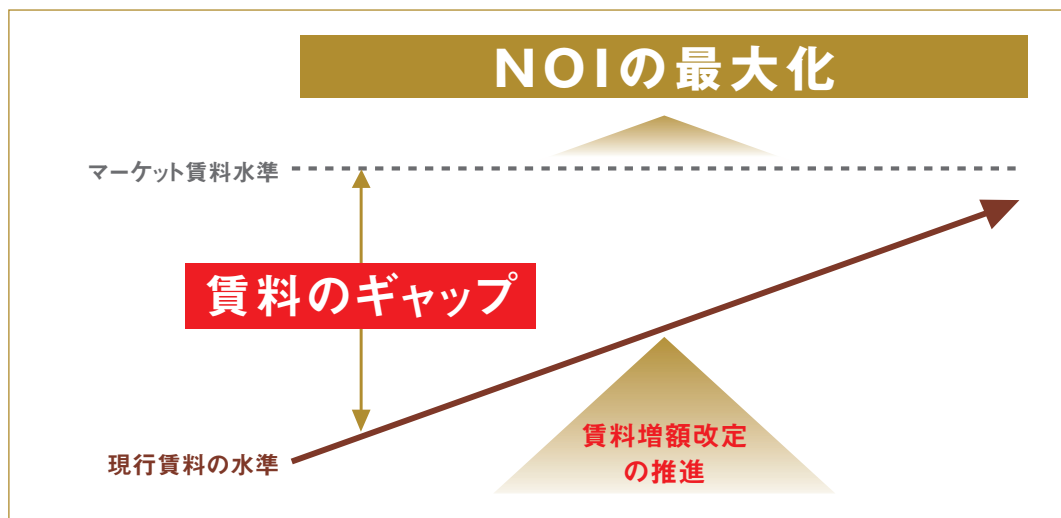 NOIの最大化
マーケット賃料水準
賃料のギャップ
現行賃料の水準
賃料増額改定
の推進